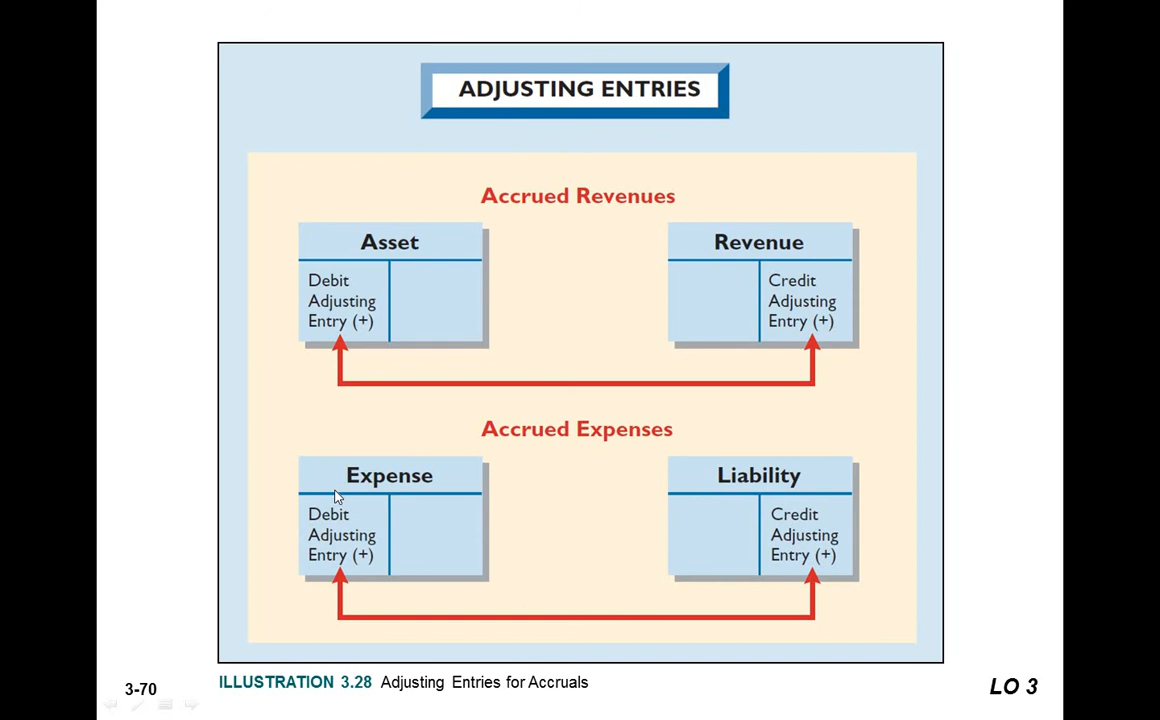 ADJUSTING ENTRIES
Accrued Revenues
Asset
Debit
Adjusting
Entry (+)
Revenue
Credit
Adjusting
Entry (+)
Accrued Expenses
Expense
Debit
Adjusting
Entry (+)
Liability
Credit
Adjusting
Entry (+)
3-70
ILLUSTRATION 3.28 Adjusting Entries for Accruals
LO 3